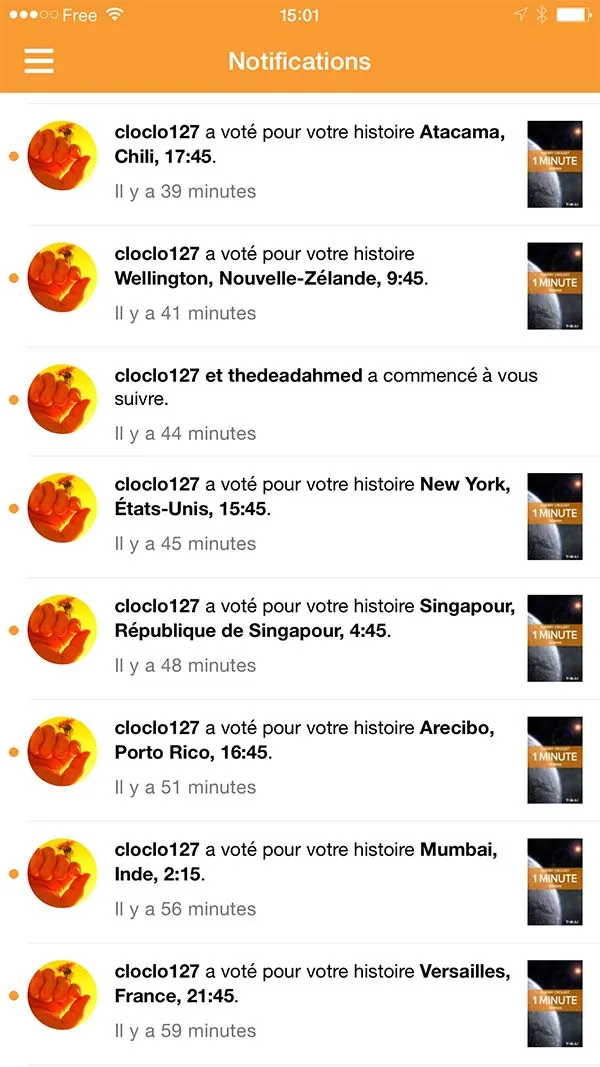 Free
15:01
Notifications
cloclo127 a voté pour votre histoire Atacama,
Chili, 17:45.
Il y a 39 minutes
1 MINUTE
cloclo127 a voté pour votre histoire
Wellington, Nouvelle-Zélande, 9:45.
Il y a 41 minutes
1 MINUTE
cloclo127 et thedeadahmed a commencé à vous
suivre.
Il y a 44 minutes
cloclo127 a voté pour votre histoire New York,
États-Unis, 15:45.
Il y a 45 minutes
1 MINUTE
cloclo127 a voté pour votre histoire Singapour,
République de Singapour, 4:45.
Il y a 48 minutes
1 MINUTE
cloclo127 a voté pour votre histoire Arecibo,
Porto Rico, 16:45.
Il y a 51 minutes
1 MINUTE
cloclo127 a voté pour votre histoire Mumbai,
Inde, 2:15.
Il y a 56 minutes
1 MINUTE
cloclo127 a voté pour votre histoire Versailles,
France, 21:45.
Il y a 59 minutes
1 MINUTE